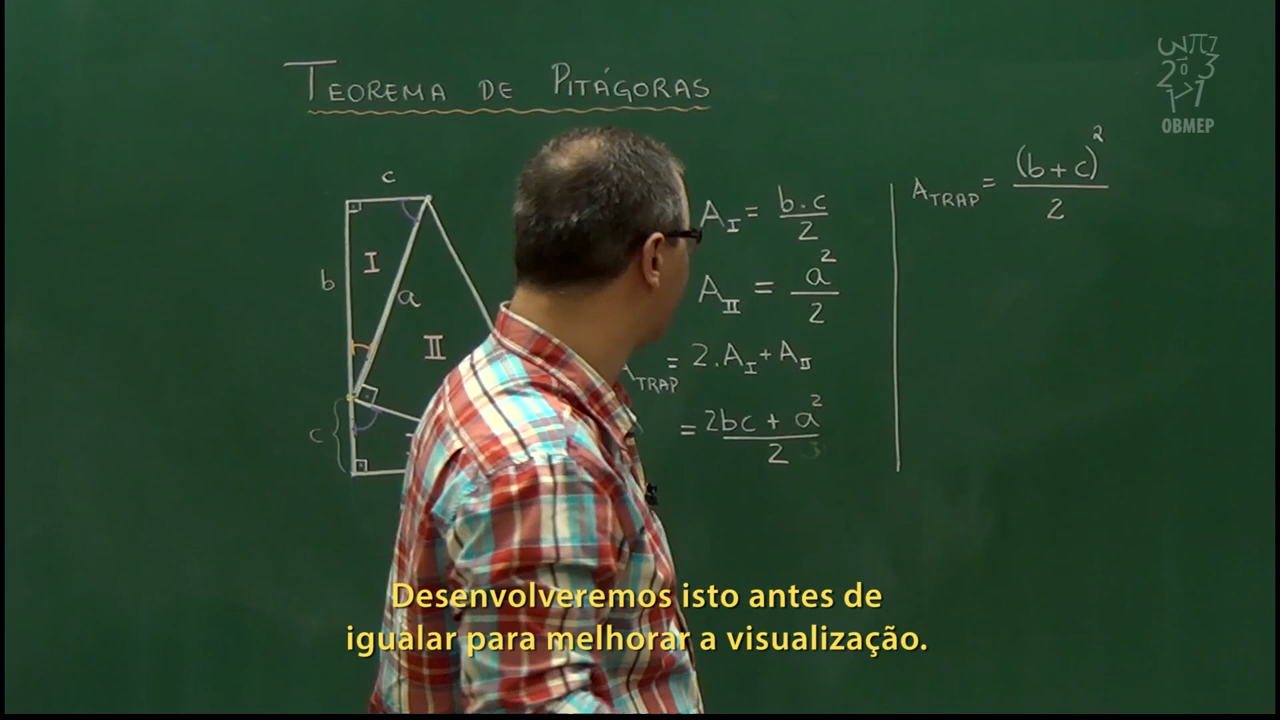 TEOREMA DE PITÁGORAS
c
b
I
a
II
c
A_I = b.c/2
A_II = a²/2
A_TRAP = 2.A_I + A_II
= 2bc + a²/2
A_TRAP = (b+c)²/2
OBMEP
Desenvolveremos isto antes de
igualar para melhorar a visualização.